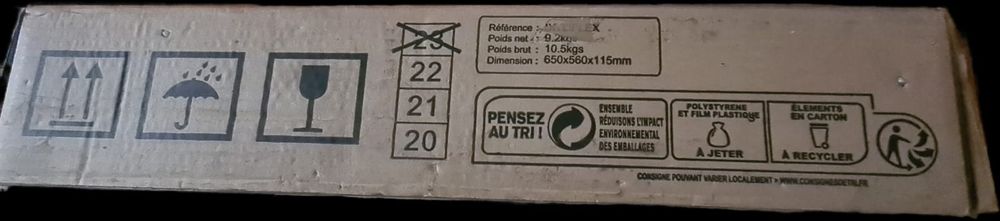 23
22
21
20
Référence :
Poids net : 9.2kgs
Poids brut : 10.5kgs
Dimension : 650x560x115mm
PENSEZ
AU TRI !
ENSEMBLE
RÉDUISONS L'IMPACT
ENVIRONNEMENTAL
DES EMBALLAGES
POLYSTYRENE
ET FILM PLASTIQUE
À JETER
ÉLEMENTS
EN CARTON
À RECYCLER
CONSIGNE POUVANT VARIER LOCALEMENT > WWW.CONSIGNESDETRI.FR